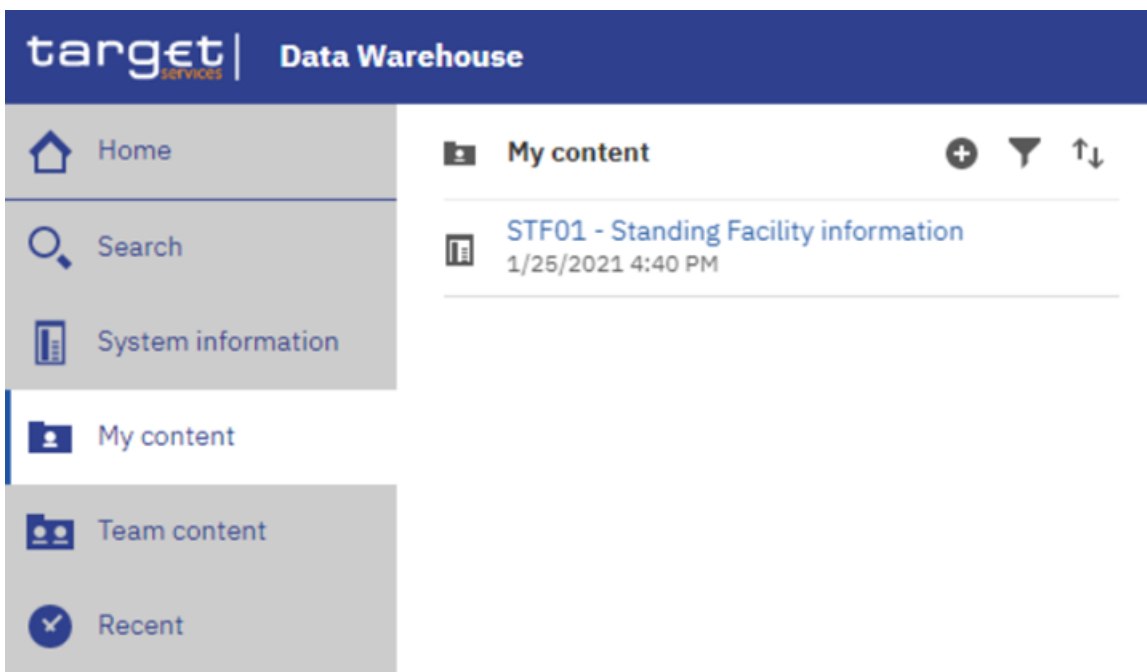 target| Data Warehouse
services
Home
Search
System information
My content
Team content
Recent
My content
STF01 - Standing Facility information
1/25/2021 4:40 PM